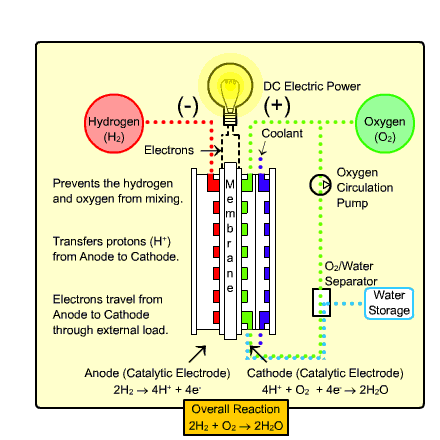 DC Electric Power
(-)
(+)
Hydrogen
(H₂)
Oxygen
(O₂)
Electrons
Coolant
Prevents the hydrogen
and oxygen from mixing.
Transfers protons (H⁺)
from Anode to Cathode.
Electrons travel from
Anode to Cathode
through external load.
Membrane
Oxygen
Circulation
Pump
O₂/Water
Separator
Water
Storage
Anode (Catalytic Electrode)
2H₂ → 4H⁺ + 4e⁻
Cathode (Catalytic Electrode)
4H⁺ + O₂ + 4e⁻ → 2H₂O
Overall Reaction
2H₂ + O₂ → 2H₂O